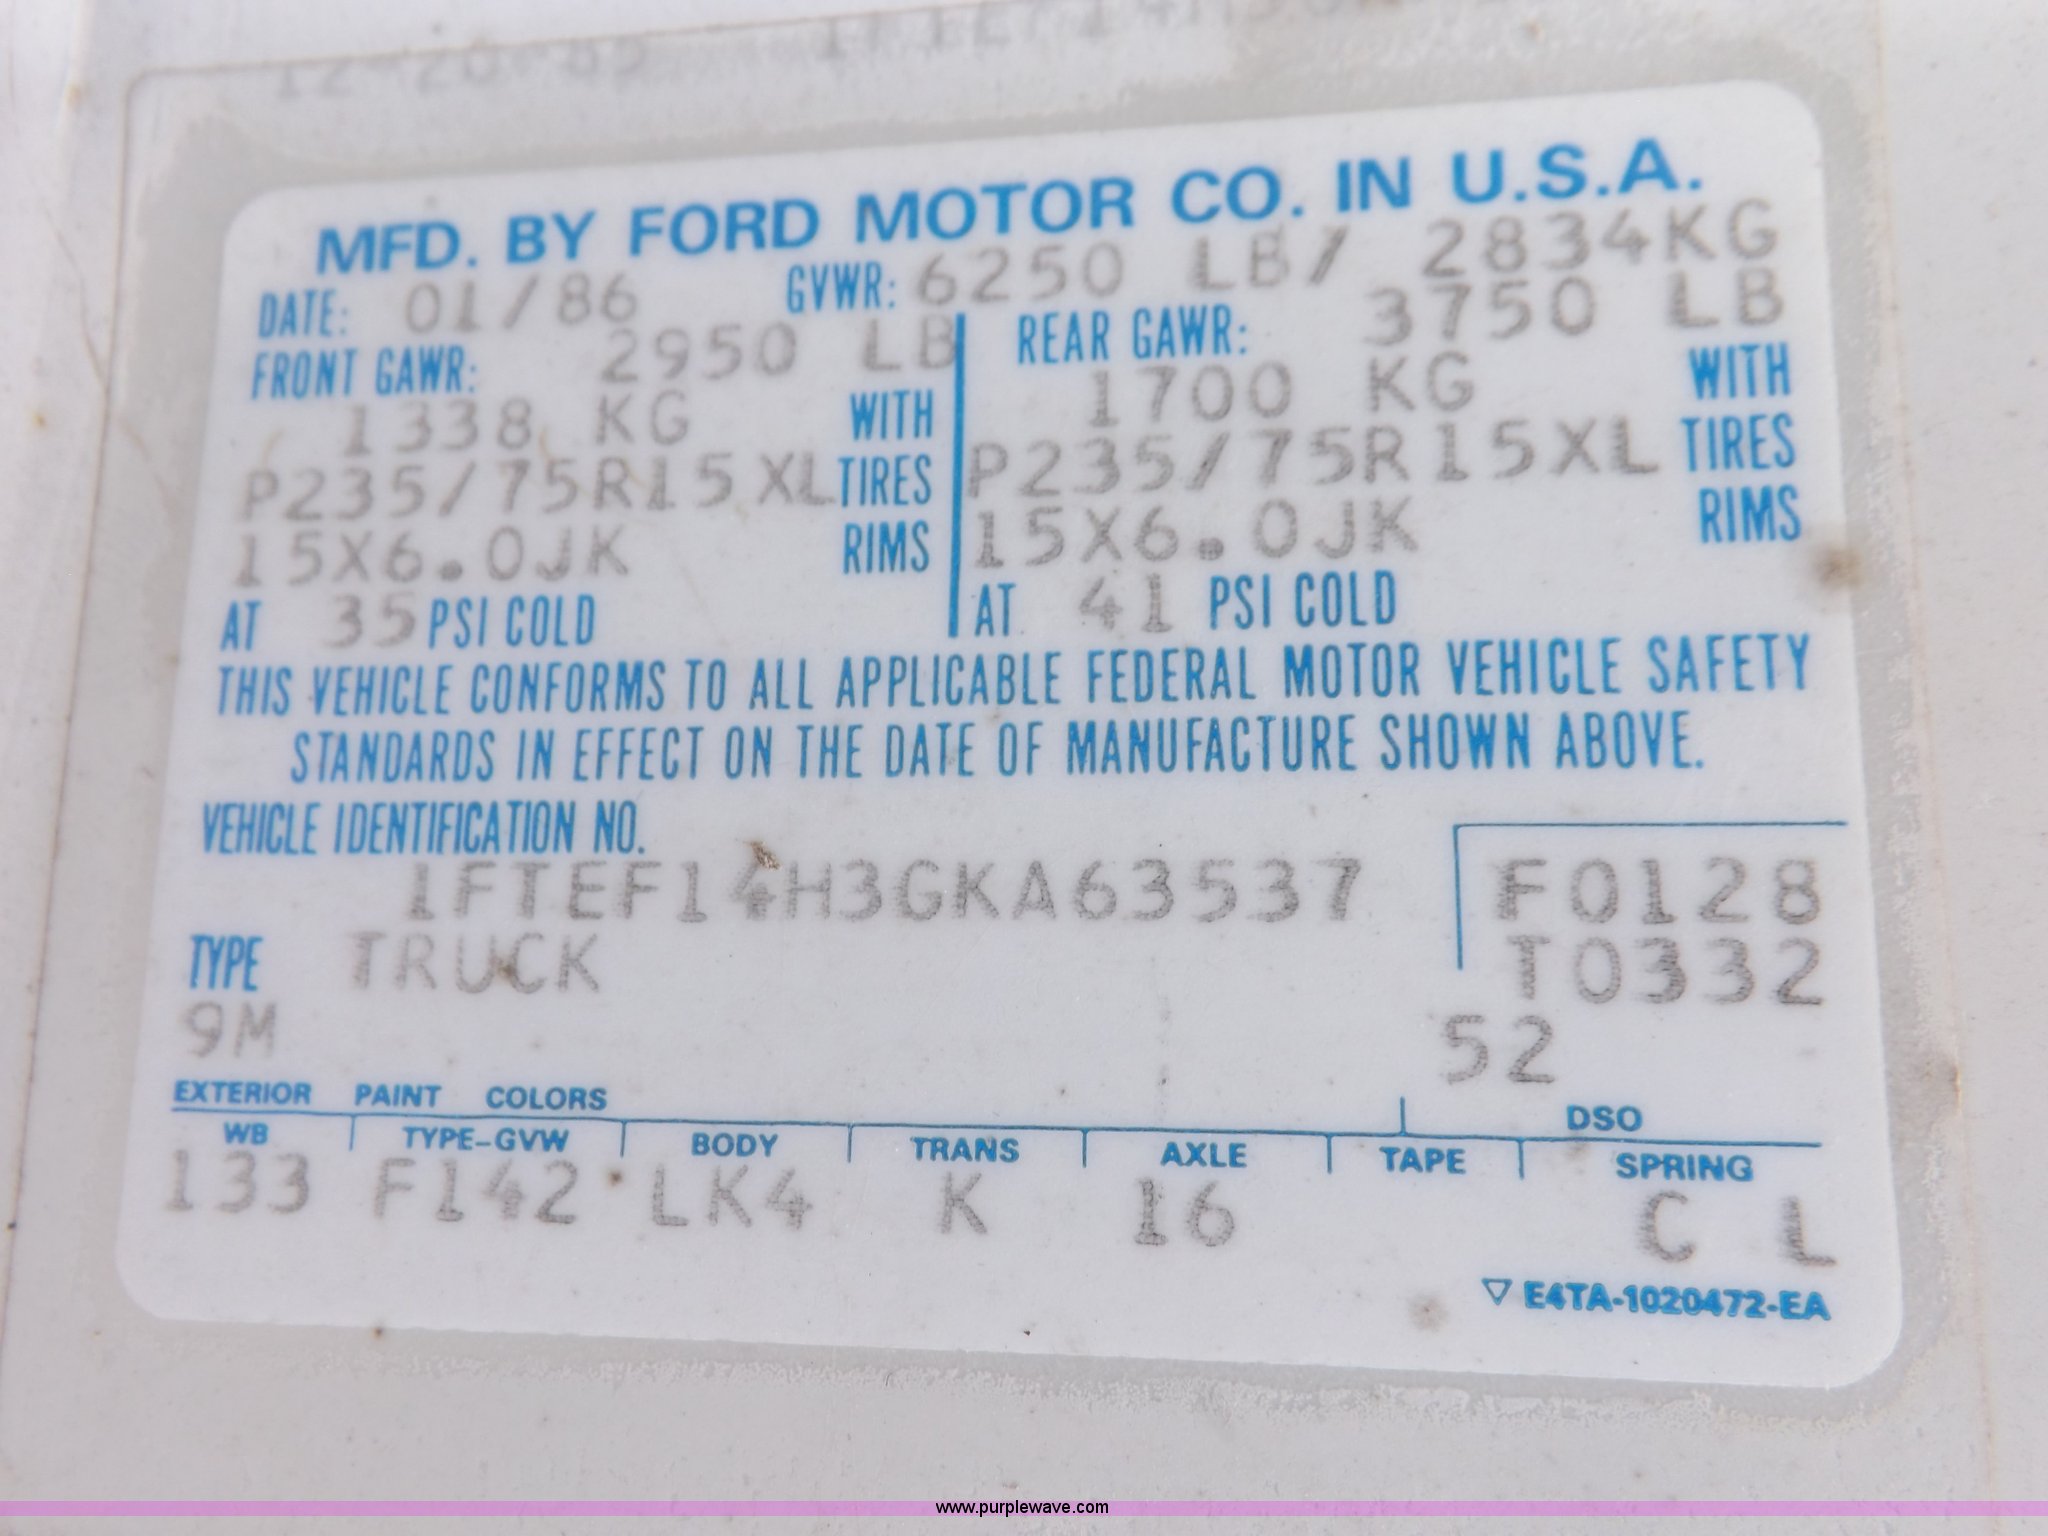 12-20-85
MFD. BY FORD MOTOR CO. IN U.S.A.
DATE: 01/86 GVWR: 6250 LB/ 2834KG
FRONT GAWR: 2950 LB REAR GAWR: 3750 LB
1338 KG WITH 1700 KG WITH
P235/75R15XL TIRES P235/75R15XL TIRES
15X6.0JK RIMS 15X6.0JK RIMS
AT 35 PSI COLD AT 41 PSI COLD
THIS VEHICLE CONFORMS TO ALL APPLICABLE FEDERAL MOTOR VEHICLE SAFETY
STANDARDS IN EFFECT ON THE DATE OF MANUFACTURE SHOWN ABOVE.
VEHICLE IDENTIFICATION NO.
1FTEF14H3GKA63537 F0128
TYPE TRUCK T0332
9M 52
EXTERIOR PAINT COLORS DSO
WB TYPE-GVW BODY TRANS AXLE TAPE SPRING
133 F142 LK4 K 16 C L
▽ E4TA-1020472-EA
www.purplewave.com